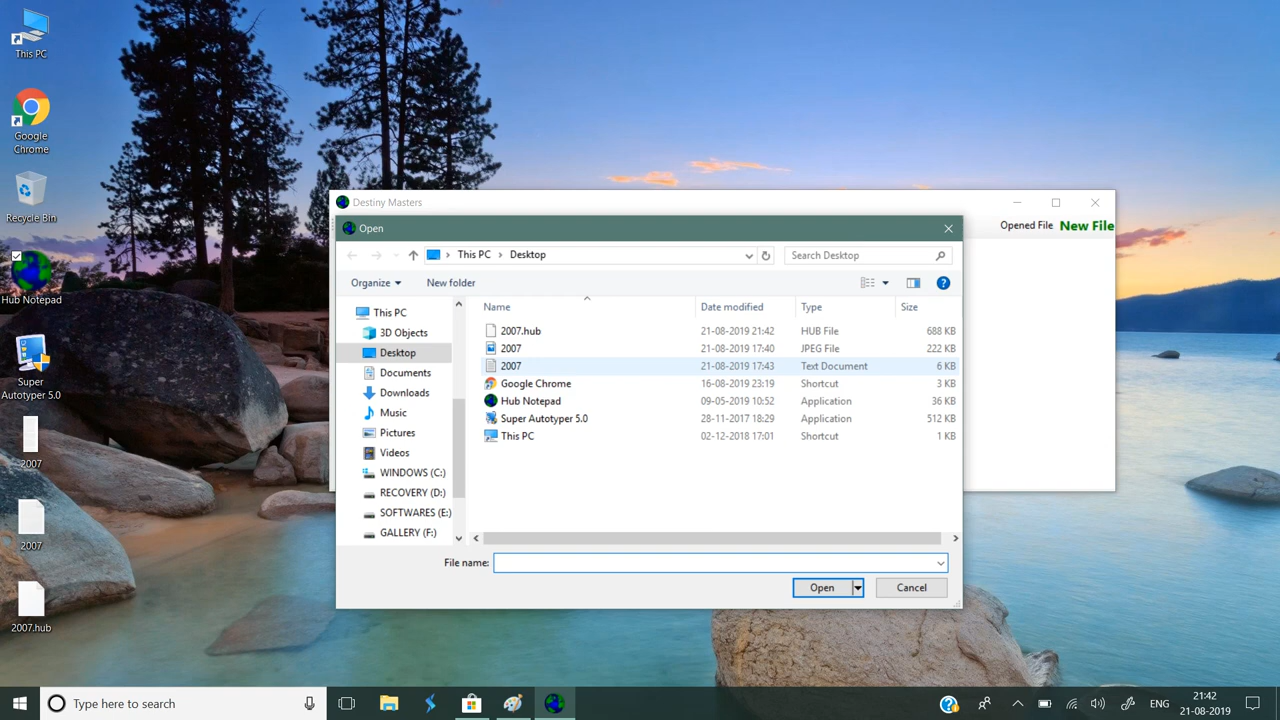 This PC
Google
Chrome
Recycle Bin
Hub Notepad
Super
Autotyper 5.0
2007
2007
2007.hub
Destiny Masters
Opened File New File
Open
This PC › Desktop
Search Desktop
Organize
New folder
Name Date modified Type Size
This PC
3D Objects
Desktop
Documents
Downloads
Music
Pictures
Videos
WINDOWS (C:)
RECOVERY (D:)
SOFTWARES (E:)
GALLERY (F:)
2007.hub 21-08-2019 21:42 HUB File 688 KB
2007 21-08-2019 17:40 JPEG File 222 KB
2007 21-08-2019 17:43 Text Document 6 KB
Google Chrome 16-08-2019 23:19 Shortcut 3 KB
Hub Notepad 09-05-2019 10:52 Application 36 KB
Super Autotyper 5.0 28-11-2017 18:29 Application 512 KB
This PC 02-12-2018 17:01 Shortcut 1 KB
File name:
Open Cancel
Type here to search
ENG
21:42
21-08-2019